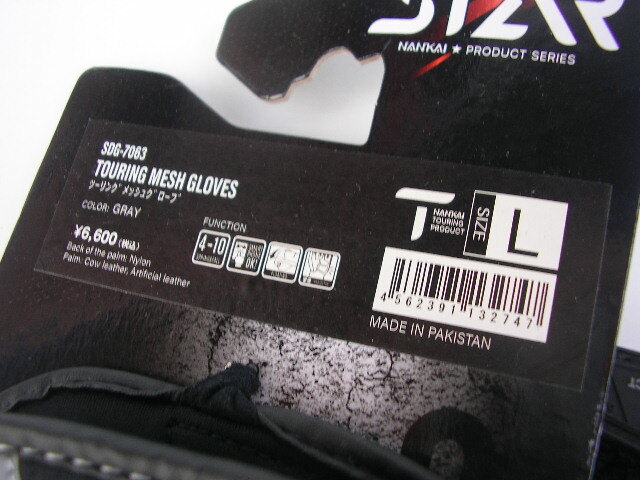 STAR
NANKAI ★ PRODUCT SERIES
SDG-7063
TOURING MESH GLOVES
ツーリングメッシュグローブ
COLOR: GRAY
¥6,600(税込)
Back of the palm: Nylon
Palm: Cow leather, Artificial leather
FUNCTION
4-10
T
NANKAI
TOURING
PRODUCT
SIZE
L
4 562391 132747
MADE IN PAKISTAN